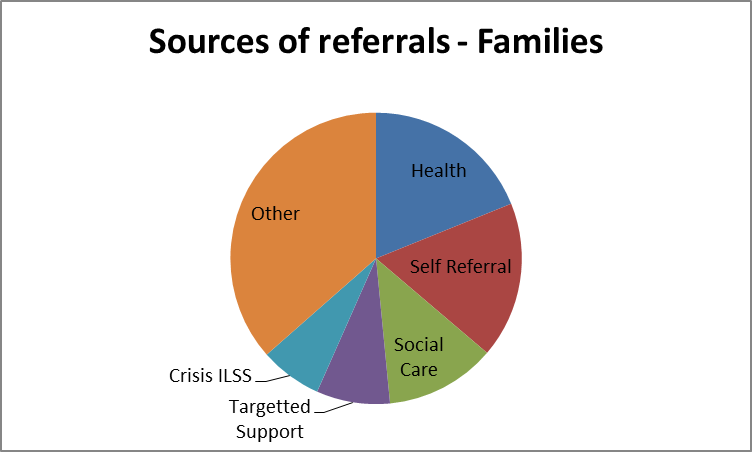 Sources of referrals - Families
Health
Other
Self Referral
Social
Care
Crisis ILSS
Targetted
Support